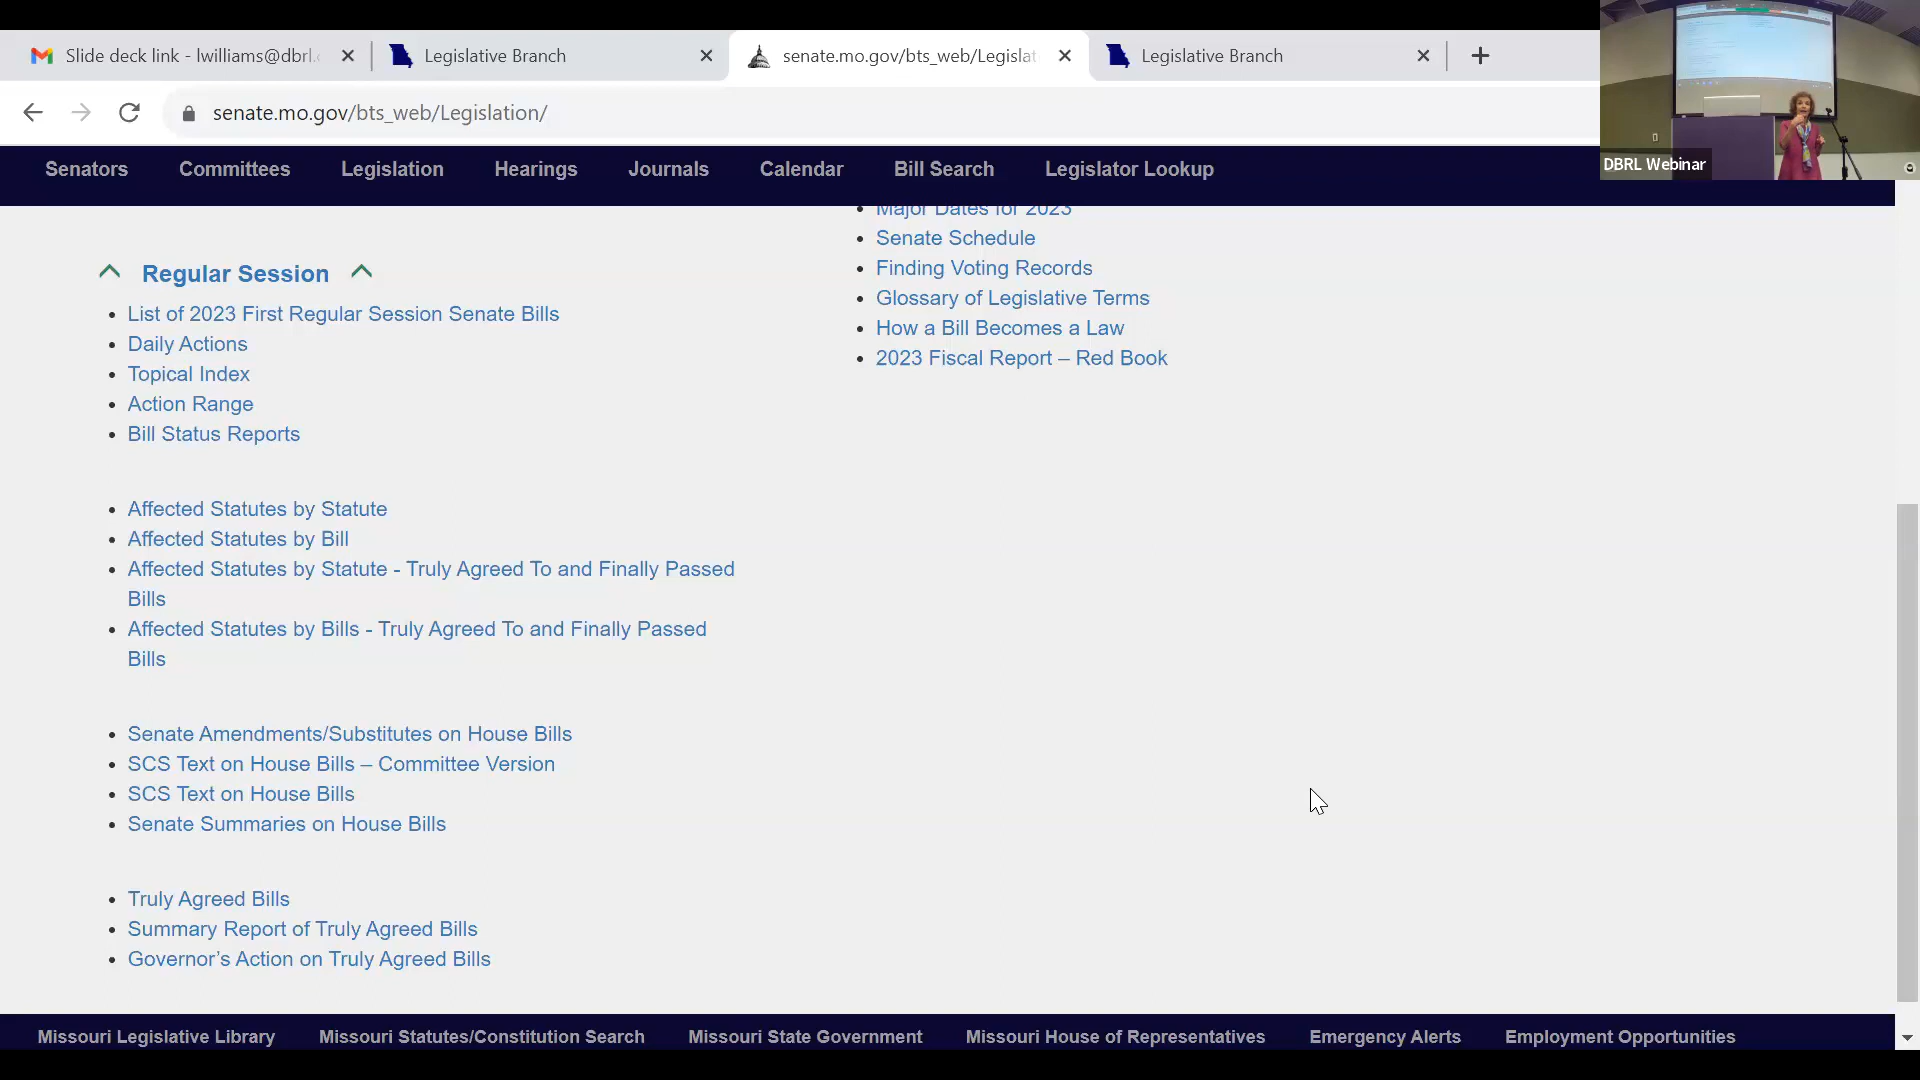 Slide deck link - lwilliams@dbrl.
Legislative Branch
senate.mo.gov/bts_web/Legislat
Legislative Branch
senate.mo.gov/bts_web/Legislation/
DBRL Webinar
Senators Committees Legislation Hearings Journals Calendar Bill Search Legislator Lookup
Regular Session
List of 2023 First Regular Session Senate Bills
Daily Actions
Topical Index
Action Range
Bill Status Reports
Affected Statutes by Statute
Affected Statutes by Bill
Affected Statutes by Statute - Truly Agreed To and Finally Passed
Bills
Affected Statutes by Bills - Truly Agreed To and Finally Passed
Bills
Senate Amendments/Substitutes on House Bills
SCS Text on House Bills – Committee Version
SCS Text on House Bills
Senate Summaries on House Bills
Truly Agreed Bills
Summary Report of Truly Agreed Bills
Governor’s Action on Truly Agreed Bills
Major Dates for 2023
Senate Schedule
Finding Voting Records
Glossary of Legislative Terms
How a Bill Becomes a Law
2023 Fiscal Report – Red Book
Missouri Legislative Library Missouri Statutes/Constitution Search Missouri State Government Missouri House of Representatives Emergency Alerts Employment Opportunities